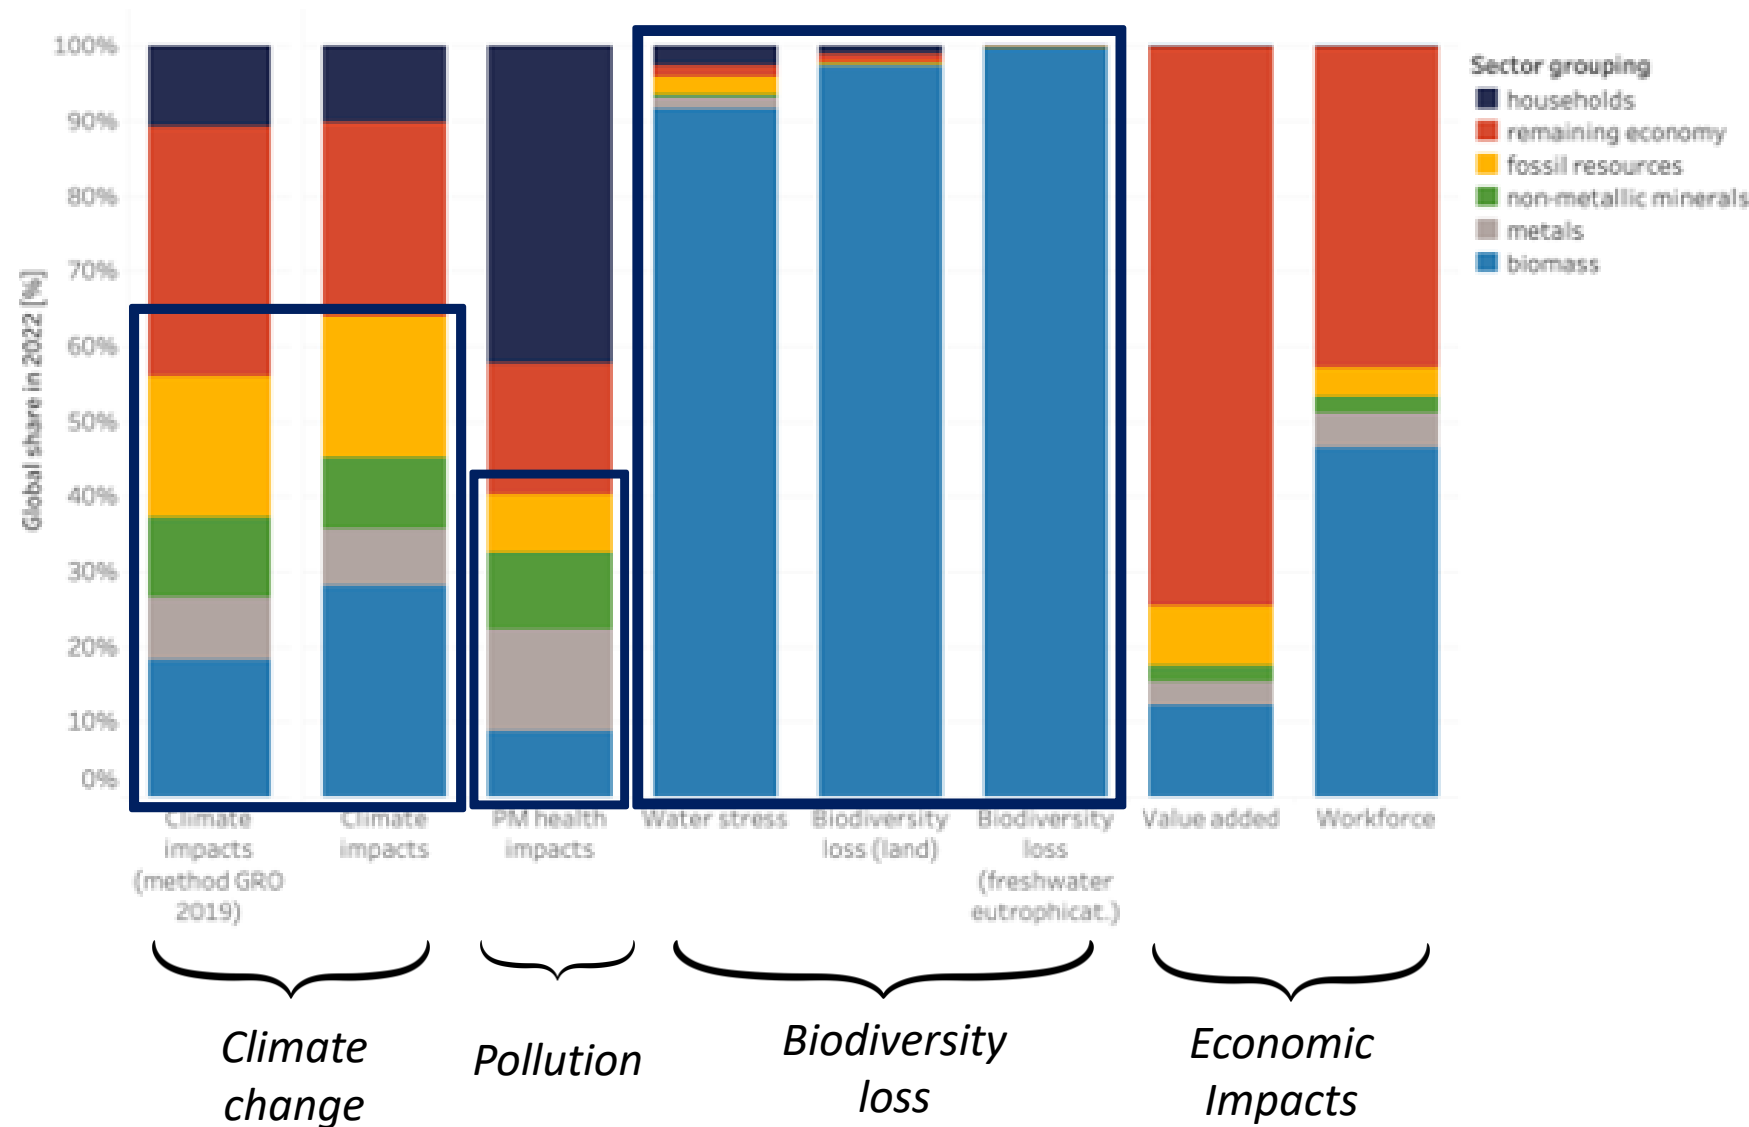 100%
90%
80%
70%
60%
50%
40%
30%
20%
10%
0%
Global share in 2022 [%]
Sector grouping
households
remaining economy
fossil resources
non-metallic minerals
metals
biomass
Climate
impacts
(method GRO
2019)
Climate
impacts
PM health
impacts
Water stress
Biodiversity
loss (land)
Biodiversity
loss
(freshwater
eutrophicat.)
Value added
Workforce
Climate
change
Pollution
Biodiversity
loss
Economic
Impacts